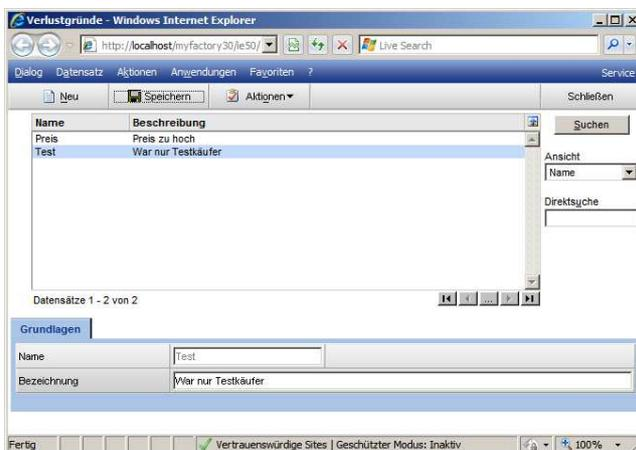 Verlustgründe - Windows Internet Explorer
http://localhost/myfactory30/ie50/
Live Search
Dialog Datensatz Aktionen Anwendungen Favoriten ? Service
Neu Speichern Aktionen Schließen
Name Beschreibung
Preis Preis zu hoch
Test War nur Testkäufer
Suchen
Ansicht
Name
Direktsuche
Datensätze 1 - 2 von 2
...
Grundlagen
Name Test
Bezeichnung War nur Testkäufer
Fertig Vertrauenswürdige Sites | Geschützter Modus: Inaktiv 100%